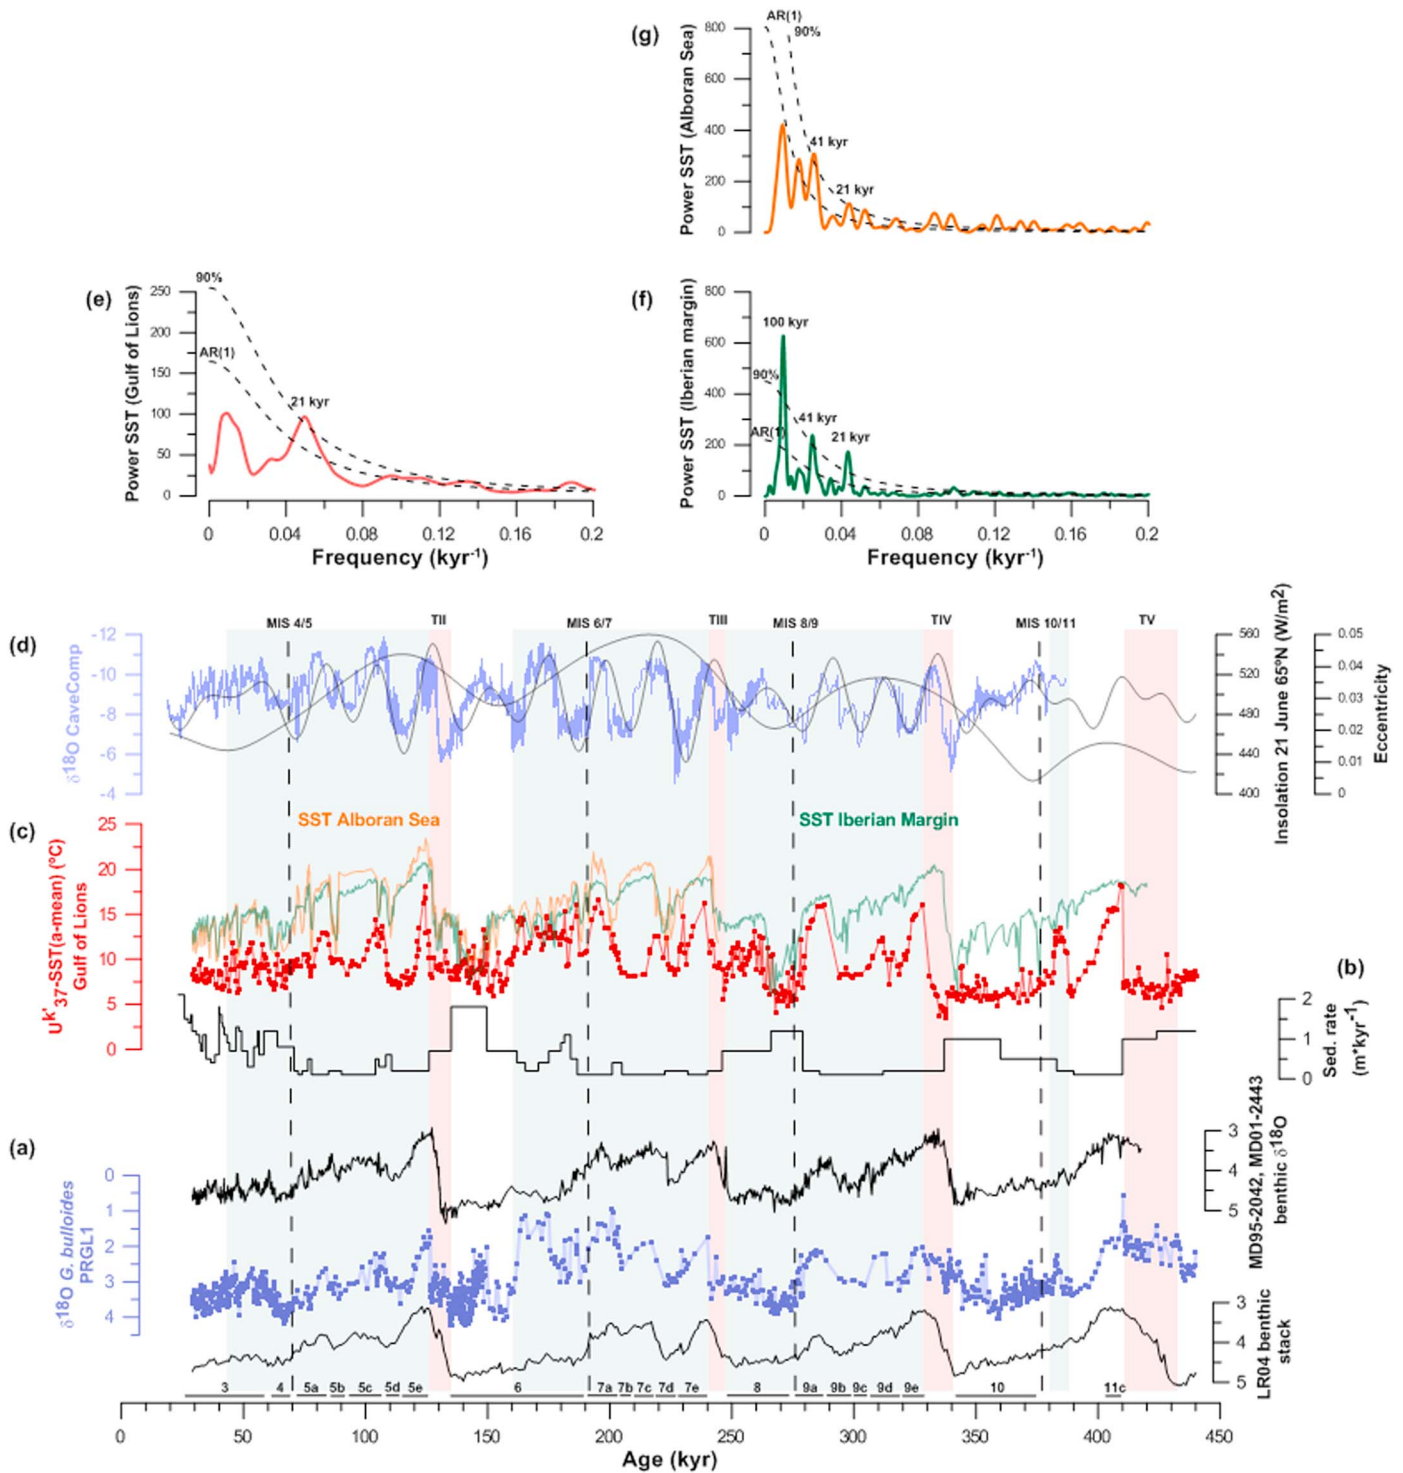 (g)
Power SST (Alboran Sea)
800
600
400
200
0
AR(1)
90%
41 kyr
21 kyr
(e)
Power SST (Gulf of Lions)
250
200
150
100
50
0
90%
AR(1)
21 kyr
0 0.04 0.08 0.12 0.16 0.2
Frequency (kyr-1)
(f)
Power SST (Iberian margin)
800
600
400
200
0
100 kyr
90%
41 kyr
AR(1)
21 kyr
0 0.04 0.08 0.12 0.16 0.2
Frequency (kyr-1)
MIS 4/5 TII MIS 6/7 TIII MIS 8/9 TIV MIS 10/11 TV
(d)
δ18O CaveComp
-12
-10
-8
-6
-4
560
520
480
440
400
Insolation 21 June 65ºN (W/m2)
0.05
0.04
0.03
0.02
0.01
0
Eccentricity
(c)
SST Alboran Sea
SST Iberian Margin
Uk'37-SST(a-mean) (°C)
Gulf of Lions
25
20
15
10
5
0
(b)
2
1
0
Sed. rate
(m*kyr-1)
(a)
3
4
5
MD95-2042, MD01-2443
benthic δ18O
δ18O G. bulloides
PRGL1
0
1
2
3
4
3
4
5
LR04 benthic
stack
3 4 5a 5b 5c 5d 5e 6 7a 7b 7c 7d 7e 8 9a 9b 9c 9d 9e 10 11c
0 50 100 150 200 250 300 350 400 450
Age (kyr)